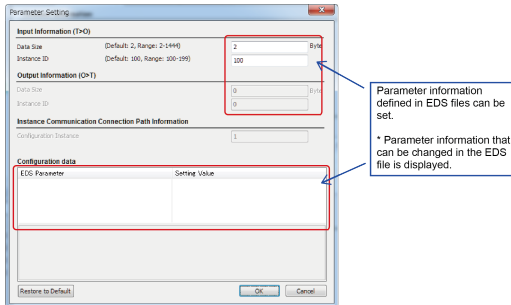 Parameter Setting
Input Information (T>O)
Data Size (Default: 2, Range: 2-1444) 2 Byte
Instance ID (Default: 100, Range: 100-199) 100
Output Information (O>T)
Data Size 0 Byte
Instance ID 0
Instance Communication Connection Path Information
Configuration Instance 1
Configuration data
EDS Parameter Setting Value
Restore to Default OK Cancel
Parameter information
defined in EDS files can be
set.
* Parameter information that
can be changed in the EDS
file is displayed.